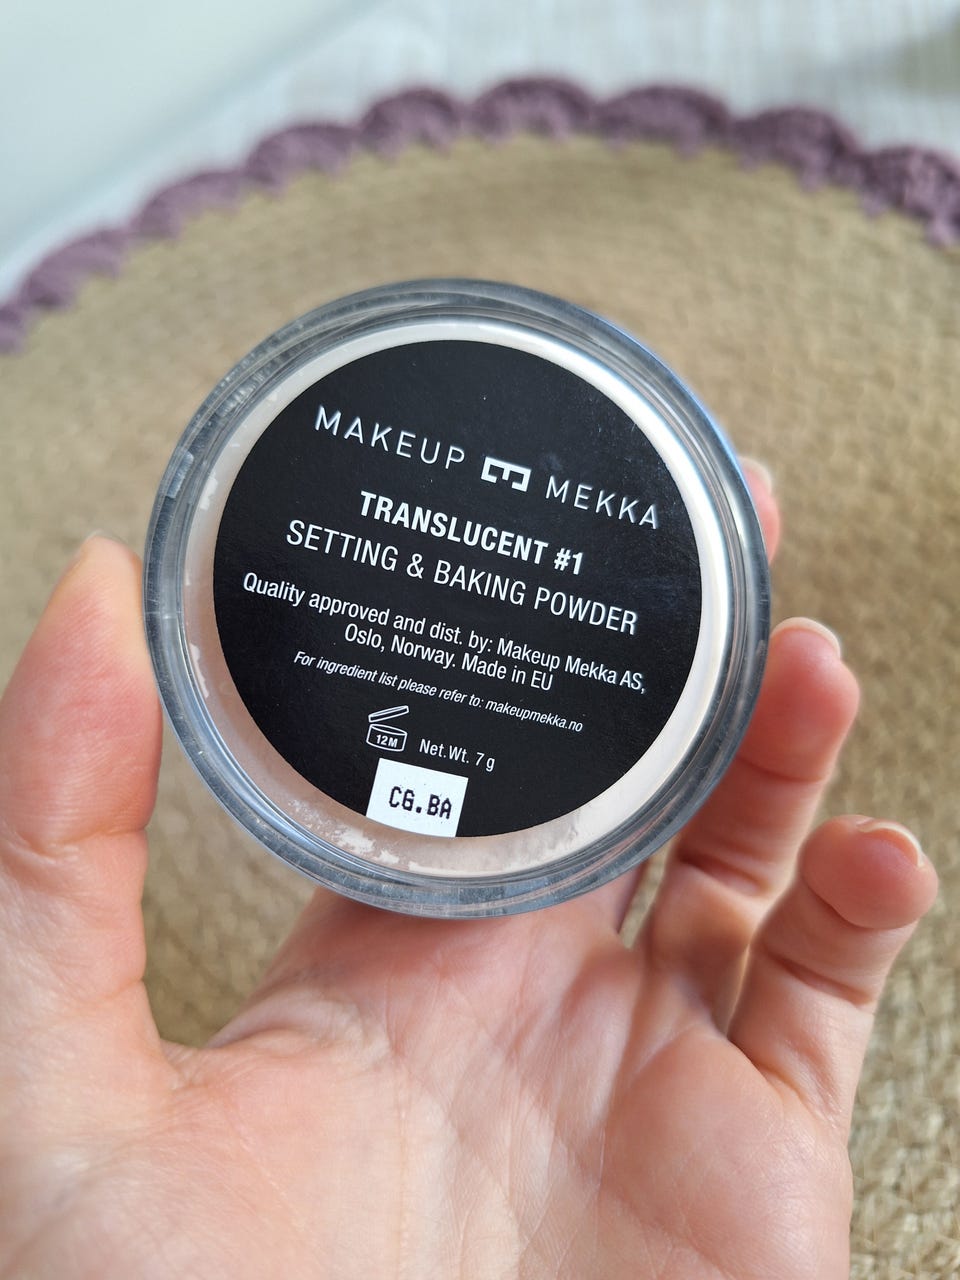 MAKEUP MEKKA
TRANSLUCENT #1
SETTING & BAKING POWDER
Quality approved and dist. by: Makeup Mekka AS,
Oslo, Norway. Made in EU
For ingredient list please refer to: makeupmekka.no
12M Net.Wt. 7 g
CG.BA